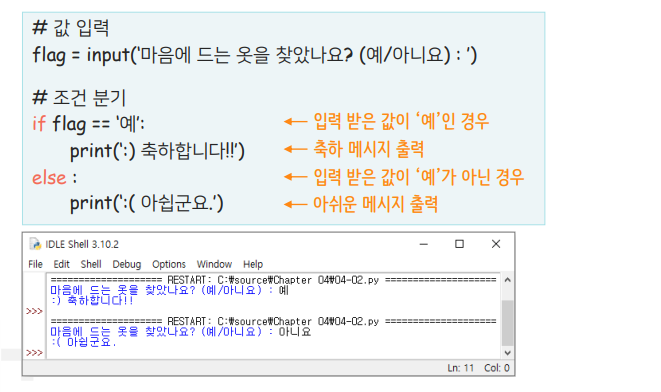 # 값 입력
flag = input(‘마음에 드는 옷을 찾았나요? (예/아니요) : ’)
# 조건 분기
if flag == ‘예’: ← 입력 받은 값이 ‘예’인 경우
print(‘:) 축하합니다!!’) ← 축하 메시지 출력
else : ← 입력 받은 값이 ‘예’가 아닌 경우
print(‘:( 아쉽군요.’) ← 아쉬운 메시지 출력
IDLE Shell 3.10.2
File Edit Shell Debug Options Window Help
==================== RESTART: C:₩source₩Chapter 04₩04-02.py ====================
마음에 드는 옷을 찾았나요? (예/아니요) : 예
:) 축하합니다!!
>>>
==================== RESTART: C:₩source₩Chapter 04₩04-02.py ====================
마음에 드는 옷을 찾았나요? (예/아니요) : 아니요
:( 아쉽군요.
>>>
Ln: 11 Col: 0